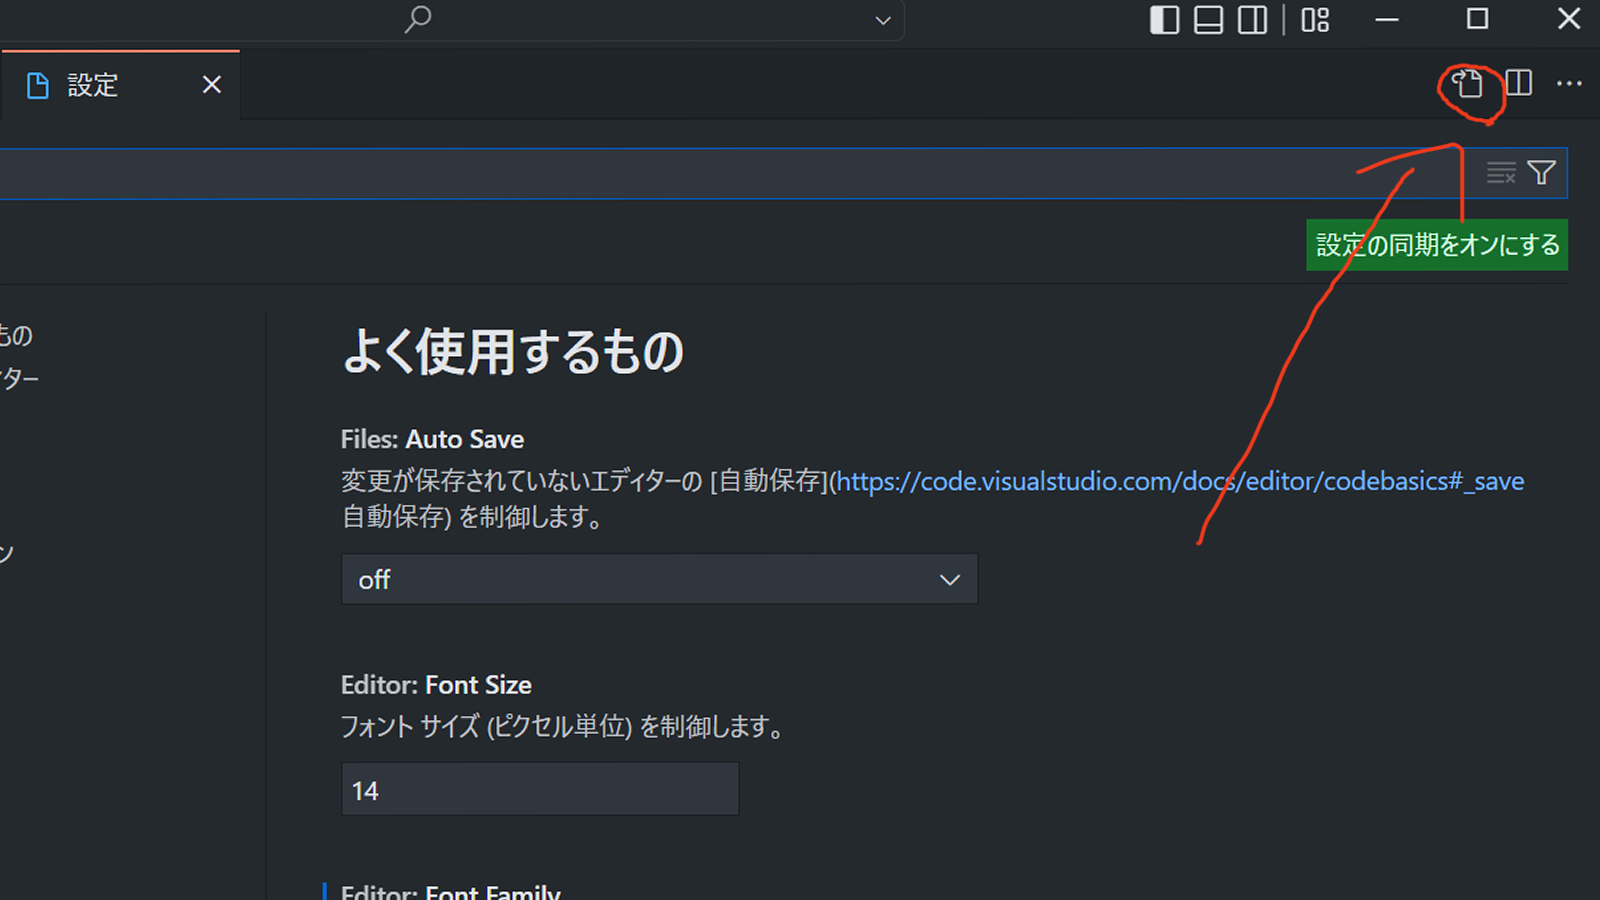 設定
設定の同期をオンにする
もの
ター
ン
よく使用するもの
Files: Auto Save
変更が保存されていないエディターの [自動保存](https://code.visualstudio.com/docs/editor/codebasics#_save
自動保存) を制御します。
off
Editor: Font Size
フォント サイズ (ピクセル単位) を制御します。
14
Editor: Font Family